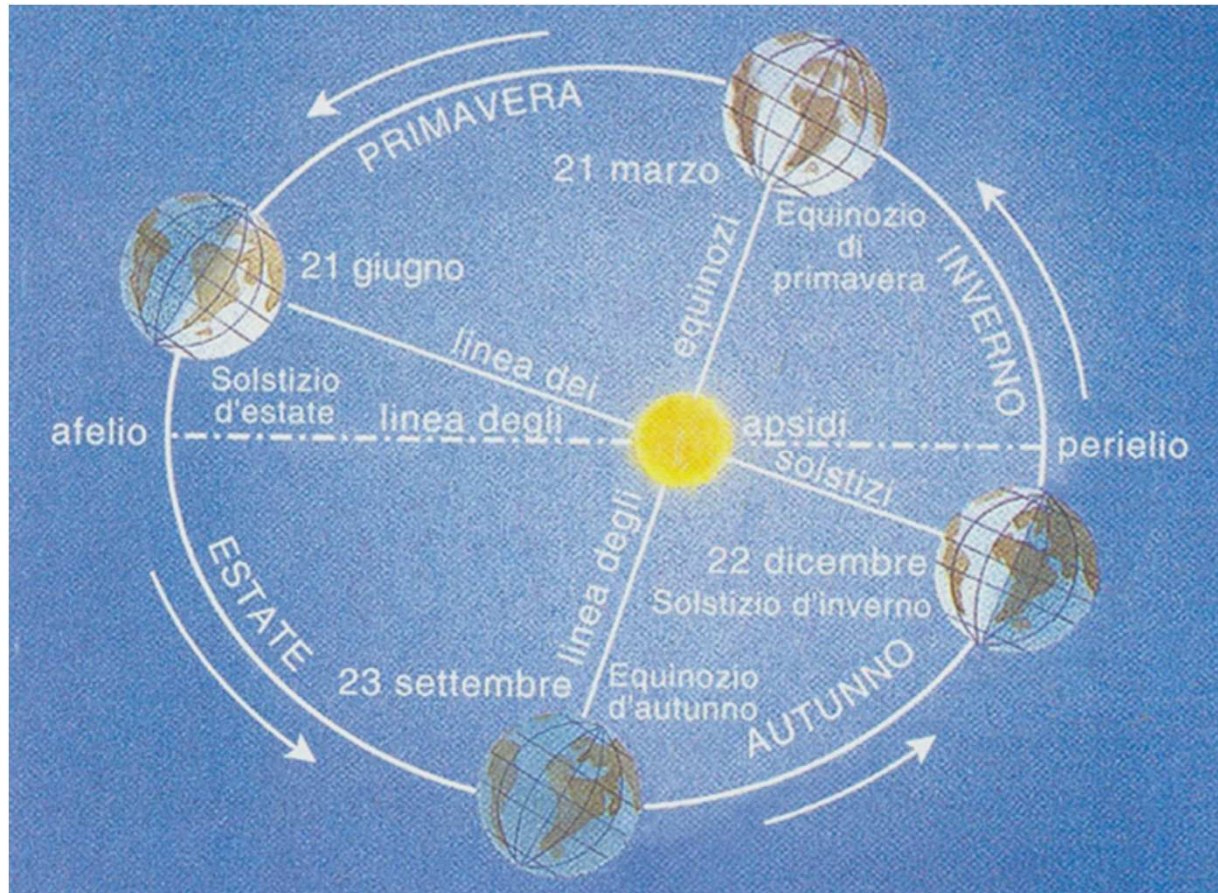 PRIMAVERA
21 marzo
Equinozio
di
primavera
INVERNO
21 giugno
Solstizio
d'estate
linea dei
solstizi
equinozi
linea degli
afelio
linea degli
apsidi
perielio
22 dicembre
Solstizio d'inverno
ESTATE
23 settembre
Equinozio
d'autunno
AUTUNNO